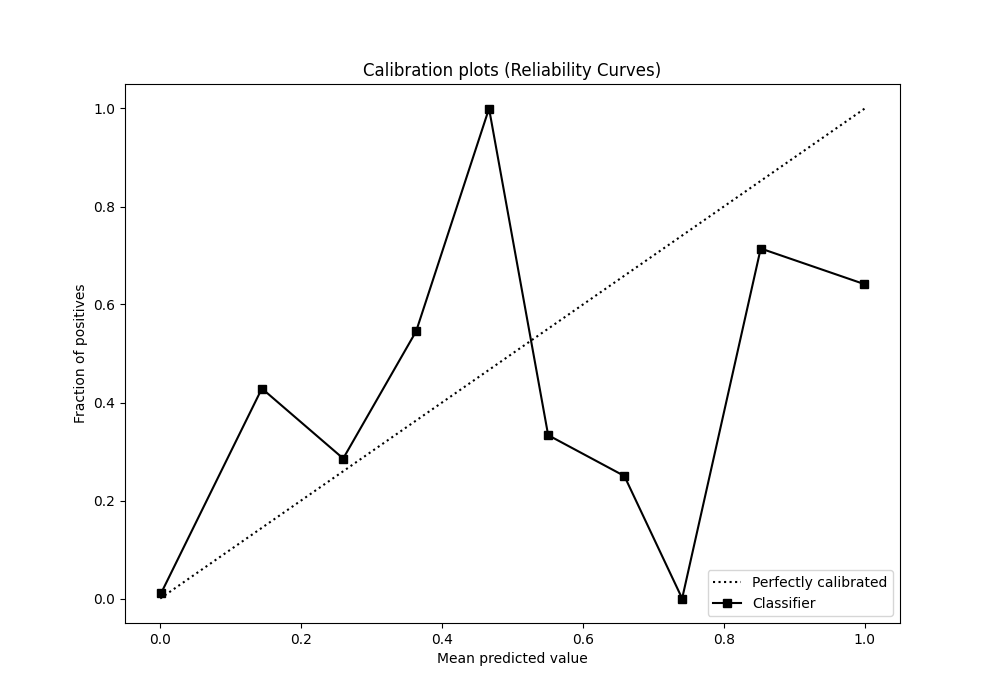 Calibration plots (Reliability Curves)
1.0
0.8
0.6
0.4
0.2
0.0
Fraction of positives
0.0 0.2 0.4 0.6 0.8 1.0
Mean predicted value
Perfectly calibrated
Classifier